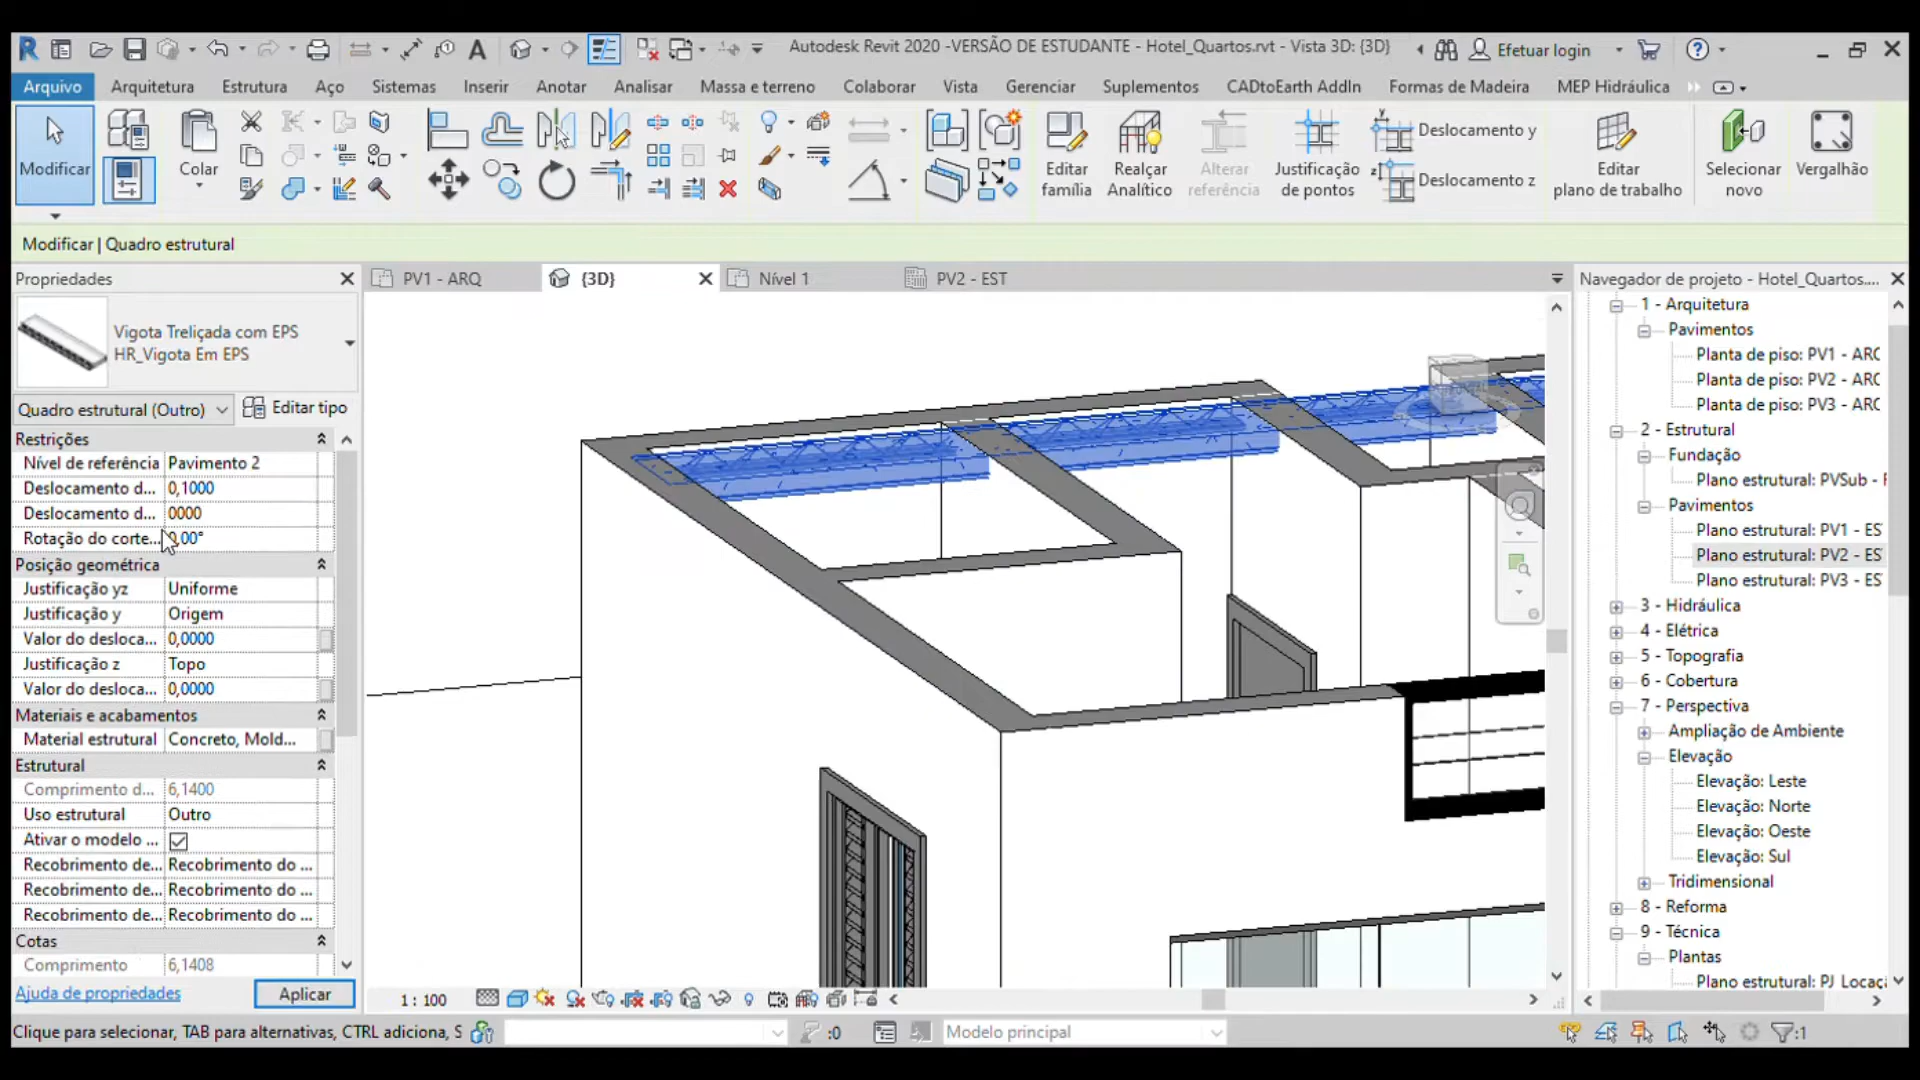 Autodesk Revit 2020 -VERSÃO DE ESTUDANTE - Hotel_Quartos.rvt - Vista 3D: {3D}
Efetuar login
Arquivo Arquitetura Estrutura Aço Sistemas Inserir Anotar Analisar Massa e terreno Colaborar Vista Gerenciar Suplementos CADtoEarth AddIn Formas de Madeira MEP Hidráulica
Modificar
Colar
Editar família
Realçar Analítico
Alterar referência
Justificação de pontos
Deslocamento y
Deslocamento z
Editar plano de trabalho
Selecionar novo
Vergalhão
Modificar | Quadro estrutural
Propriedades
PV1 - ARQ
{3D}
Nível 1
PV2 - EST
Navegador de projeto - Hotel_Quartos....
Vigota Treliçada com EPS
HR_Vigota Em EPS
Quadro estrutural (Outro)
Editar tipo
Restrições
Nível de referência Pavimento 2
Deslocamento d... 0,1000
Deslocamento d... 0000
Rotação do corte... 0,00°
Posição geométrica
Justificação yz Uniforme
Justificação y Origem
Valor do desloca... 0,0000
Justificação z Topo
Valor do desloca... 0,0000
Materiais e acabamentos
Material estrutural Concreto, Mold...
Estrutural
Comprimento d... 6,1400
Uso estrutural Outro
Ativar o modelo ...
Recobrimento de... Recobrimento do ...
Recobrimento de... Recobrimento do ...
Recobrimento de... Recobrimento do ...
Cotas
Comprimento 6,1408
Ajuda de propriedades
Aplicar
1 - Arquitetura
Pavimentos
Planta de piso: PV1 - ARC
Planta de piso: PV2 - ARC
Planta de piso: PV3 - ARC
2 - Estrutural
Fundação
Plano estrutural: PVSub - F
Pavimentos
Plano estrutural: PV1 - ES
Plano estrutural: PV2 - ES
Plano estrutural: PV3 - ES
3 - Hidráulica
4 - Elétrica
5 - Topografia
6 - Cobertura
7 - Perspectiva
Ampliação de Ambiente
Elevação
Elevação: Leste
Elevação: Norte
Elevação: Oeste
Elevação: Sul
Tridimensional
8 - Reforma
9 - Técnica
Plantas
Plano estrutural: PJ Locaç
1 : 100
Clique para selecionar, TAB para alternativas, CTRL adiciona, S
:0
Modelo principal
:1